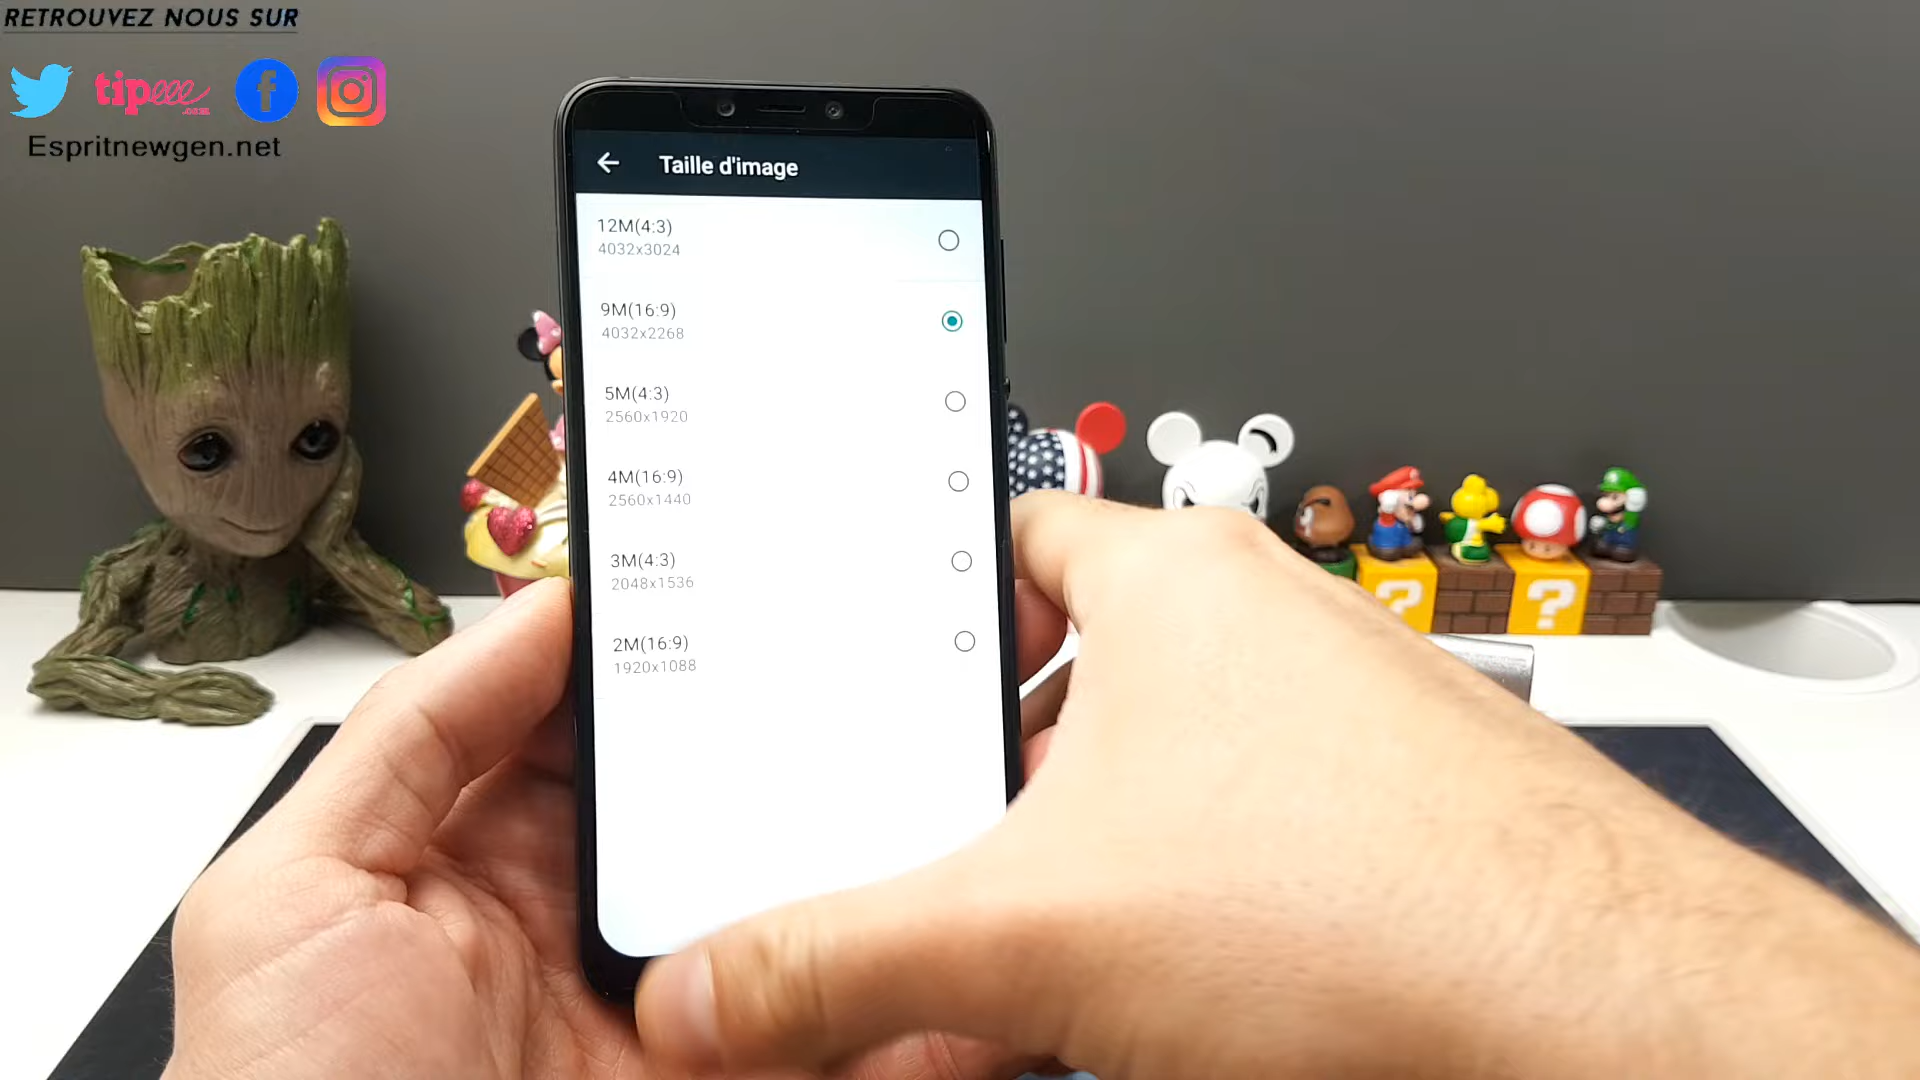 RETROUVEZ NOUS SUR
tipeee
.com
Espritnewgen.net
Taille d'image
12M(4:3)
4032x3024
9M(16:9)
4032x2268
5M(4:3)
2560x1920
4M(16:9)
2560x1440
3M(4:3)
2048x1536
2M(16:9)
1920x1088
? ?